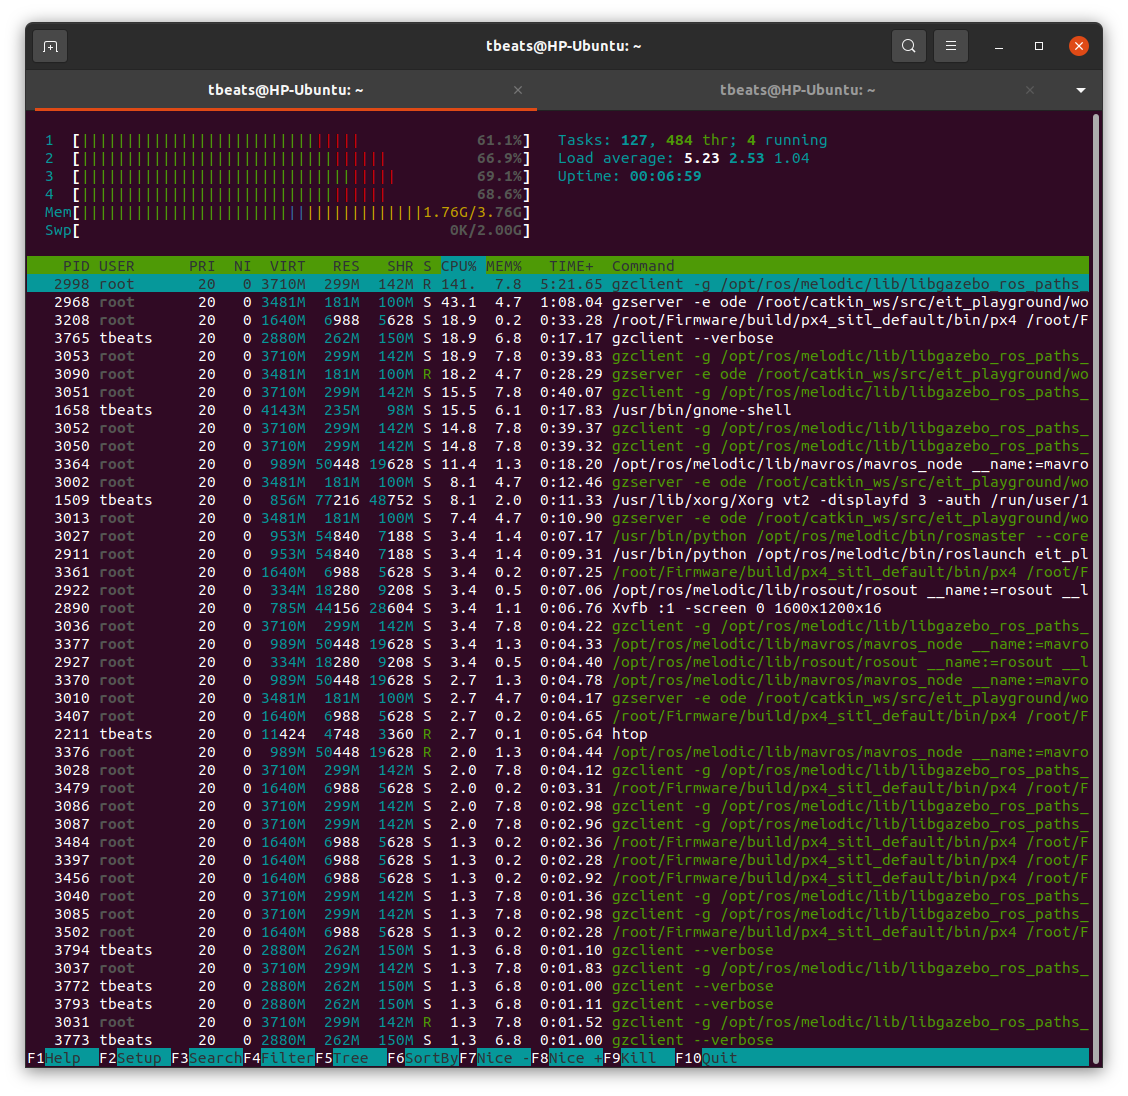 tbeats@HP-Ubuntu: ~
tbeats@HP-Ubuntu: ~ tbeats@HP-Ubuntu: ~
1 [||||||||||||||||||||||||||||||| 61.1%] Tasks: 127, 484 thr; 4 running
2 [|||||||||||||||||||||||||||||||||| 66.9%] Load average: 5.23 2.53 1.04
3 [||||||||||||||||||||||||||||||||||| 69.1%] Uptime: 00:06:59
4 [|||||||||||||||||||||||||||||||||| 68.6%]
Mem[||||||||||||||||||||||||||||||||||||||1.76G/3.76G]
Swp[ 0K/2.00G]
PID USER PRI NI VIRT RES SHR S CPU% MEM% TIME+ Command
2998 root 20 0 3710M 299M 142M R 141. 7.8 5:21.65 gzclient -g /opt/ros/melodic/lib/libgazebo_ros_paths_
2968 root 20 0 3481M 181M 100M S 43.1 4.7 1:08.04 gzserver -e ode /root/catkin_ws/src/eit_playground/wo
3208 root 20 0 1640M 6988 5628 S 18.9 0.2 0:33.28 /root/Firmware/build/px4_sitl_default/bin/px4 /root/F
3765 tbeats 20 0 2880M 262M 150M S 18.9 6.8 0:17.17 gzclient --verbose
3053 root 20 0 3710M 299M 142M S 18.9 7.8 0:39.83 gzclient -g /opt/ros/melodic/lib/libgazebo_ros_paths_
3090 root 20 0 3481M 181M 100M R 18.2 4.7 0:28.29 gzserver -e ode /root/catkin_ws/src/eit_playground/wo
3051 root 20 0 3710M 299M 142M S 15.5 7.8 0:40.07 gzclient -g /opt/ros/melodic/lib/libgazebo_ros_paths_
1658 tbeats 20 0 4143M 235M 98M S 15.5 6.1 0:17.83 /usr/bin/gnome-shell
3052 root 20 0 3710M 299M 142M S 14.8 7.8 0:39.37 gzclient -g /opt/ros/melodic/lib/libgazebo_ros_paths_
3050 root 20 0 3710M 299M 142M S 14.8 7.8 0:39.32 gzclient -g /opt/ros/melodic/lib/libgazebo_ros_paths_
3364 root 20 0 989M 50448 19628 S 11.4 1.3 0:18.20 /opt/ros/melodic/lib/mavros/mavros_node __name:=mavro
3002 root 20 0 3481M 181M 100M S 8.1 4.7 0:12.46 gzserver -e ode /root/catkin_ws/src/eit_playground/wo
1509 tbeats 20 0 856M 77216 48752 S 8.1 2.0 0:11.33 /usr/lib/xorg/Xorg vt2 -displayfd 3 -auth /run/user/1
3013 root 20 0 3481M 181M 100M S 7.4 4.7 0:10.90 gzserver -e ode /root/catkin_ws/src/eit_playground/wo
3027 root 20 0 953M 54840 7188 S 3.4 1.4 0:07.17 /usr/bin/python /opt/ros/melodic/bin/rosmaster --core
2911 root 20 0 953M 54840 7188 S 3.4 1.4 0:09.31 /usr/bin/python /opt/ros/melodic/bin/roslaunch eit_pl
3361 root 20 0 1640M 6988 5628 S 3.4 0.2 0:07.25 /root/Firmware/build/px4_sitl_default/bin/px4 /root/F
2922 root 20 0 334M 18280 9208 S 3.4 0.5 0:07.06 /opt/ros/melodic/lib/rosout/rosout __name:=rosout __l
2890 root 20 0 785M 44156 28604 S 3.4 1.1 0:06.76 Xvfb :1 -screen 0 1600x1200x16
3036 root 20 0 3710M 299M 142M S 3.4 7.8 0:04.22 gzclient -g /opt/ros/melodic/lib/libgazebo_ros_paths_
3377 root 20 0 989M 50448 19628 S 3.4 1.3 0:04.33 /opt/ros/melodic/lib/mavros/mavros_node __name:=mavro
2927 root 20 0 334M 18280 9208 S 3.4 0.5 0:04.40 /opt/ros/melodic/lib/rosout/rosout __name:=rosout __l
3370 root 20 0 989M 50448 19628 S 2.7 1.3 0:04.78 /opt/ros/melodic/lib/mavros/mavros_node __name:=mavro
3010 root 20 0 3481M 181M 100M S 2.7 4.7 0:04.17 gzserver -e ode /root/catkin_ws/src/eit_playground/wo
3407 root 20 0 1640M 6988 5628 S 2.7 0.2 0:04.65 /root/Firmware/build/px4_sitl_default/bin/px4 /root/F
2211 tbeats 20 0 11424 4748 3360 R 2.7 0.1 0:05.64 htop
3376 root 20 0 989M 50448 19628 R 2.0 1.3 0:04.44 /opt/ros/melodic/lib/mavros/mavros_node __name:=mavro
3028 root 20 0 3710M 299M 142M S 2.0 7.8 0:04.12 gzclient -g /opt/ros/melodic/lib/libgazebo_ros_paths_
3479 root 20 0 1640M 6988 5628 S 2.0 0.2 0:03.31 /root/Firmware/build/px4_sitl_default/bin/px4 /root/F
3086 root 20 0 3710M 299M 142M S 2.0 7.8 0:02.98 gzclient -g /opt/ros/melodic/lib/libgazebo_ros_paths_
3087 root 20 0 3710M 299M 142M S 2.0 7.8 0:02.96 gzclient -g /opt/ros/melodic/lib/libgazebo_ros_paths_
3484 root 20 0 1640M 6988 5628 S 1.3 0.2 0:02.36 /root/Firmware/build/px4_sitl_default/bin/px4 /root/F
3397 root 20 0 1640M 6988 5628 S 1.3 0.2 0:02.28 /root/Firmware/build/px4_sitl_default/bin/px4 /root/F
3456 root 20 0 1640M 6988 5628 S 1.3 0.2 0:02.92 /root/Firmware/build/px4_sitl_default/bin/px4 /root/F
3040 root 20 0 3710M 299M 142M S 1.3 7.8 0:01.36 gzclient -g /opt/ros/melodic/lib/libgazebo_ros_paths_
3085 root 20 0 3710M 299M 142M S 1.3 7.8 0:02.98 gzclient -g /opt/ros/melodic/lib/libgazebo_ros_paths_
3502 root 20 0 1640M 6988 5628 S 1.3 0.2 0:02.28 /root/Firmware/build/px4_sitl_default/bin/px4 /root/F
3794 tbeats 20 0 2880M 262M 150M S 1.3 6.8 0:01.10 gzclient --verbose
3037 root 20 0 3710M 299M 142M S 1.3 7.8 0:01.83 gzclient -g /opt/ros/melodic/lib/libgazebo_ros_paths_
3772 tbeats 20 0 2880M 262M 150M S 1.3 6.8 0:01.00 gzclient --verbose
3793 tbeats 20 0 2880M 262M 150M S 1.3 6.8 0:01.11 gzclient --verbose
3031 root 20 0 3710M 299M 142M R 1.3 7.8 0:01.52 gzclient -g /opt/ros/melodic/lib/libgazebo_ros_paths_
3773 tbeats 20 0 2880M 262M 150M S 1.3 6.8 0:01.00 gzclient --verbose
F1Help F2Setup F3SearchF4FilterF5Tree F6SortByF7Nice -F8Nice +F9Kill F10Quit